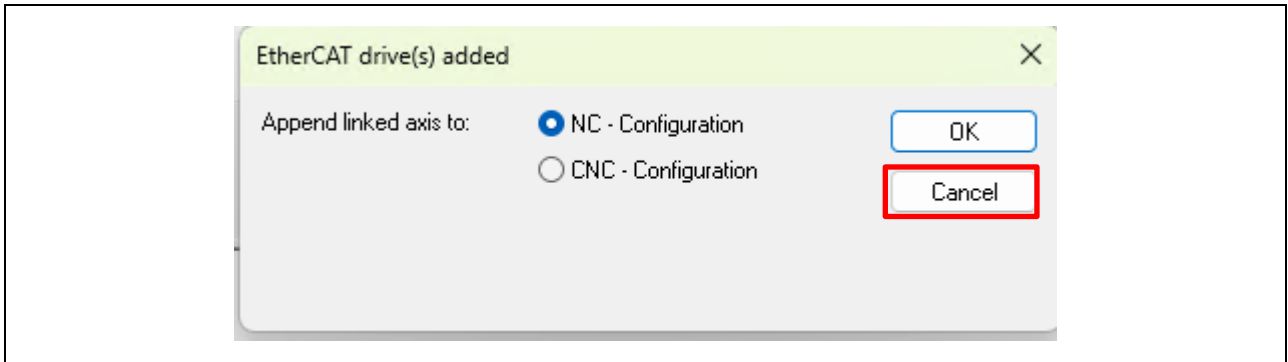 EtherCAT drive(s) added
Append linked axis to:
NC - Configuration
OK
CNC - Configuration
Cancel